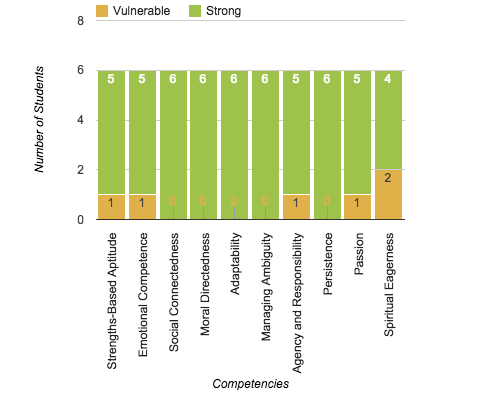 Vulnerable Strong
8
6
4
2
0
Number of Students
5 5 6 6 6 6 5 6 5 4
1 1 0 0 0 0 1 0 1 2
Strengths-Based Aptitude
Emotional Competence
Social Connectedness
Moral Directedness
Adaptability
Managing Ambiguity
Agency and Responsibility
Persistence
Passion
Spiritual Eagerness
Competencies